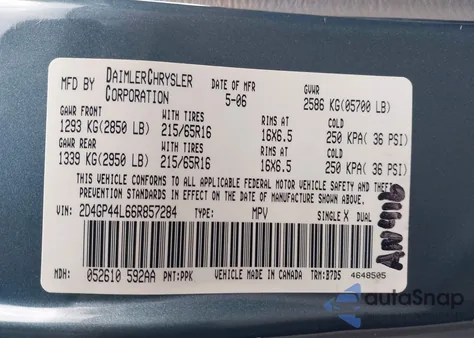 MFD BY DAIMLERCHRYSLER CORPORATION DATE OF MFR 5-06 GVWR 2586 KG(05700 LB)
GAWR FRONT WITH TIRES RIMS AT COLD
1293 KG(2850 LB) 215/65R16 16X6.5 250 KPA( 36 PSI)
GAWR REAR WITH TIRES RIMS AT COLD
1339 KG(2950 LB) 215/65R16 16X6.5 250 KPA( 36 PSI)
THIS VEHICLE CONFORMS TO ALL APPLICABLE FEDERAL MOTOR VEHICLE SAFETY AND THEFT
PREVENTION STANDARDS IN EFFECT ON THE DATE OF MANUFACTURE SHOWN ABOVE.
VIN: 2D4GP44L66R857284 TYPE: MPV SINGLE X DUAL
MDH: 052610 592AA PNT:PPK VEHICLE MADE IN CANADA TRM:B7D5 4648505
autoSnap